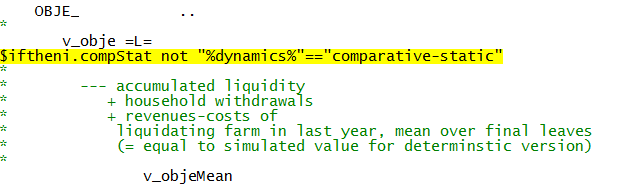 OBJE_ ..
*
v_obje =L=
$iftheni.compStat not "%dynamics%"=="comparative-static"
*
* --- accumulated liquidity
* + household withdrawals
* + revenues-costs of
* liquidating farm in last year, mean over final leaves
* (= equal to simulated value for determinstic version)
*
v_objeMean